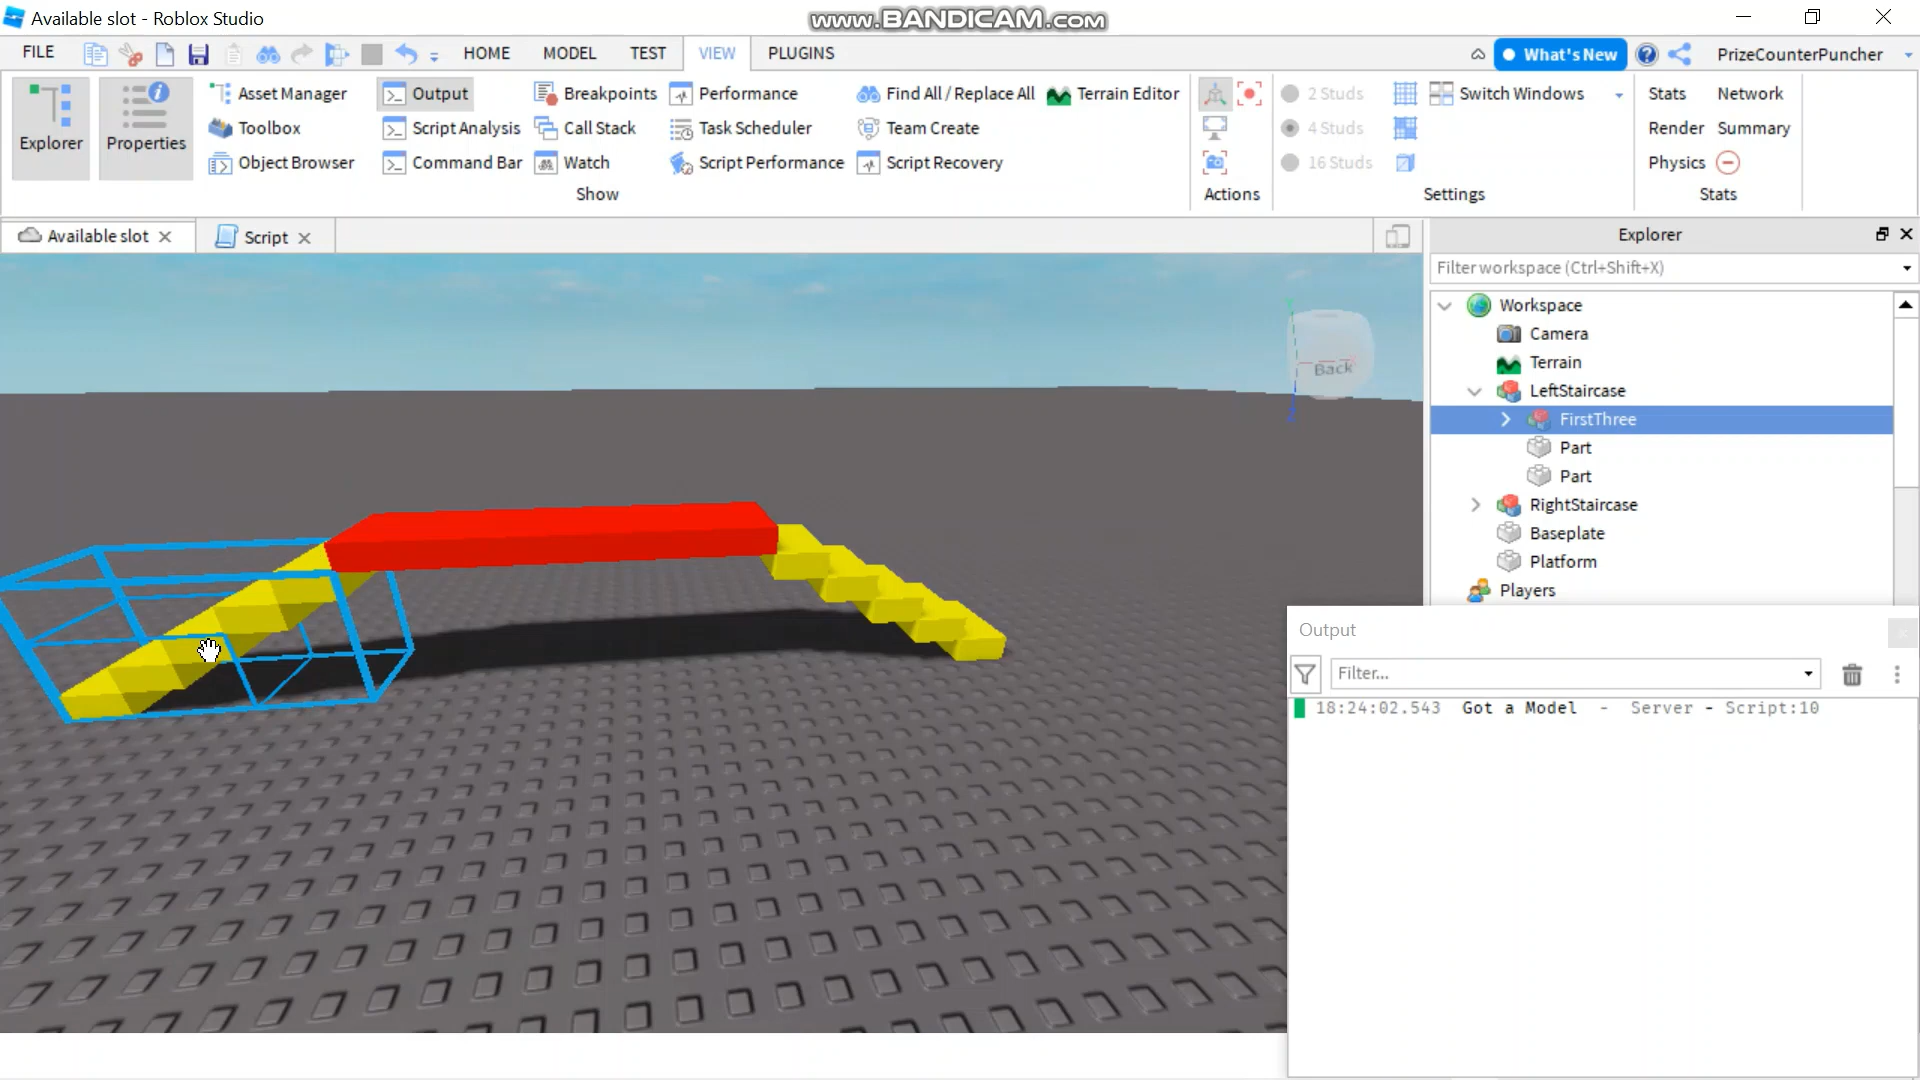 Available slot - Roblox Studio
www.BANDICAM.com
FILE HOME MODEL TEST VIEW PLUGINS What's New PrizeCounterPuncher
Explorer
Properties
Asset Manager
Toolbox
Object Browser
Output
Script Analysis
Command Bar
Breakpoints
Call Stack
Watch
Performance
Task Scheduler
Script Performance
Find All / Replace All
Team Create
Script Recovery
Terrain Editor
Show
Actions
2 Studs
4 Studs
16 Studs
Switch Windows
Settings
Stats Network
Render Summary
Physics
Stats
Available slot
Script
Back
Explorer
Filter workspace (Ctrl+Shift+X)
Workspace
Camera
Terrain
LeftStaircase
FirstThree
Part
Part
RightStaircase
Baseplate
Platform
Players
Output
Filter...
18:24:02.543 Got a Model - Server - Script:10